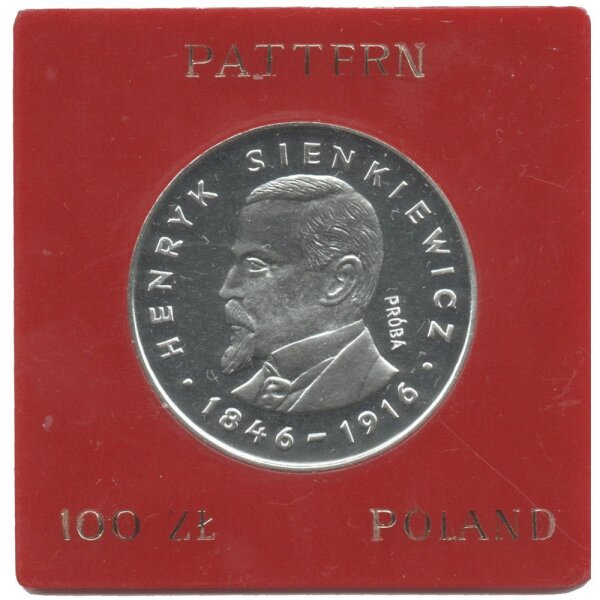 PATTERN
· HENRYK SIENKIEWICZ ·
PRÓBA
1846-1916
100 ZŁ POLAND